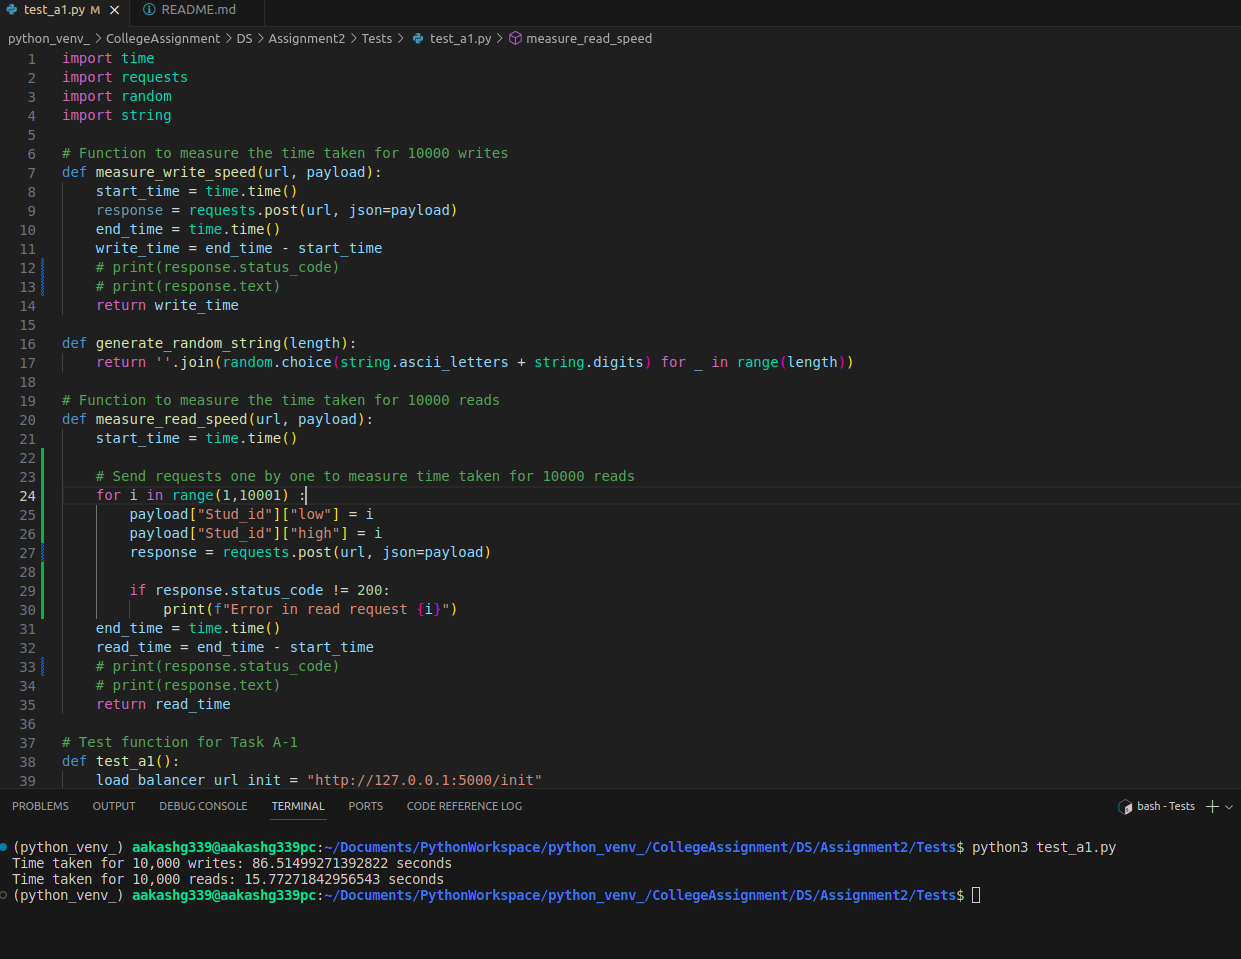 test_a1.py M × README.md
python_venv_ > CollegeAssignment > DS > Assignment2 > Tests > test_a1.py > measure_read_speed
1 import time
2 import requests
3 import random
4 import string
5
6 # Function to measure the time taken for 10000 writes
7 def measure_write_speed(url, payload):
8     start_time = time.time()
9     response = requests.post(url, json=payload)
10     end_time = time.time()
11     write_time = end_time - start_time
12     # print(response.status_code)
13     # print(response.text)
14     return write_time
15
16 def generate_random_string(length):
17     return ''.join(random.choice(string.ascii_letters + string.digits) for _ in range(length))
18
19 # Function to measure the time taken for 10000 reads
20 def measure_read_speed(url, payload):
21     start_time = time.time()
22
23     # Send requests one by one to measure time taken for 10000 reads
24     for i in range(1,10001) :
25         payload["Stud_id"]["low"] = i
26         payload["Stud_id"]["high"] = i
27         response = requests.post(url, json=payload)
28
29         if response.status_code != 200:
30             print(f"Error in read request {i}")
31     end_time = time.time()
32     read_time = end_time - start_time
33     # print(response.status_code)
34     # print(response.text)
35     return read_time
36
37 # Test function for Task A-1
38 def test_a1():
39     load_balancer_url_init = "http://127.0.0.1:5000/init"
PROBLEMS OUTPUT DEBUG CONSOLE TERMINAL PORTS CODE REFERENCE LOG bash - Tests
(python_venv_) aakashg339@aakashg339pc:~/Documents/PythonWorkspace/python_venv_/CollegeAssignment/DS/Assignment2/Tests$ python3 test_a1.py
Time taken for 10,000 writes: 86.51499271392822 seconds
Time taken for 10,000 reads: 15.77271842956543 seconds
(python_venv_) aakashg339@aakashg339pc:~/Documents/PythonWorkspace/python_venv_/CollegeAssignment/DS/Assignment2/Tests$